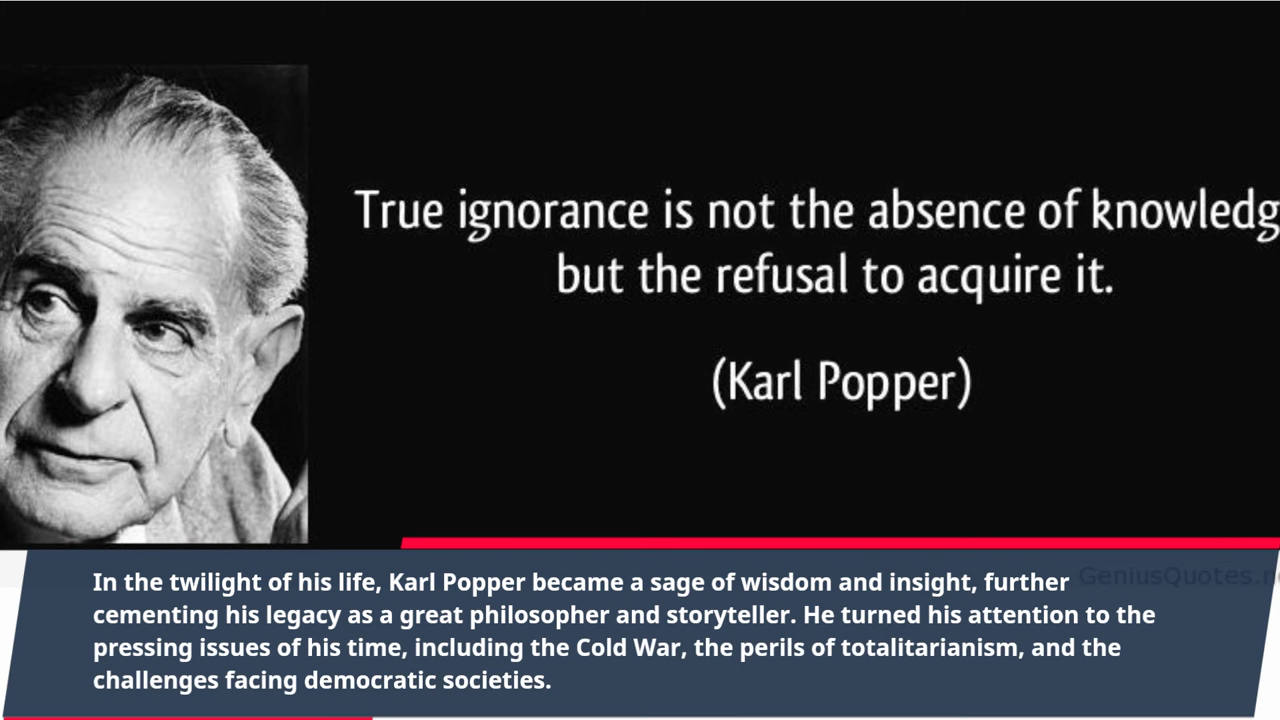 True ignorance is not the absence of knowledg
but the refusal to acquire it.
(Karl Popper)
GeniusQuotes.n
In the twilight of his life, Karl Popper became a sage of wisdom and insight, further
cementing his legacy as a great philosopher and storyteller. He turned his attention to the
pressing issues of his time, including the Cold War, the perils of totalitarianism, and the
challenges facing democratic societies.